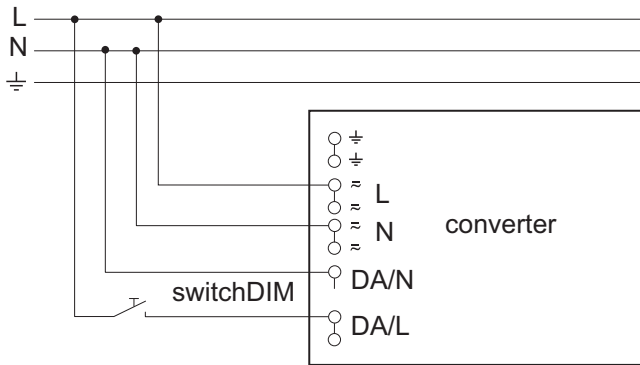 L
N
L
N
converter
DA/N
switchDIM
DA/L